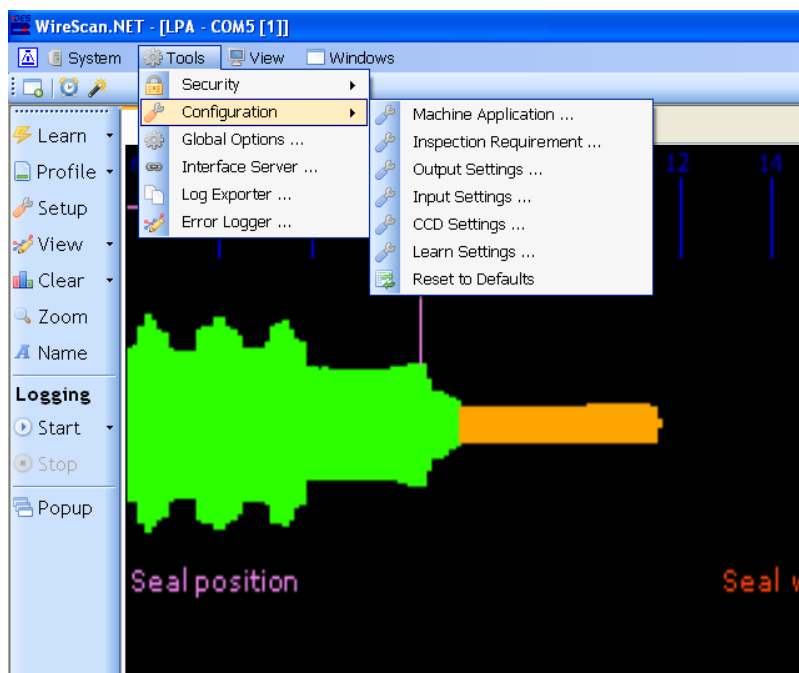 WireScan.NET - [LPA - COM5 [1]]
System Tools View Windows
Security
Configuration
Global Options ...
Interface Server ...
Log Exporter ...
Error Logger ...
Machine Application ...
Inspection Requirement ...
Output Settings ...
Input Settings ...
CCD Settings ...
Learn Settings ...
Reset to Defaults
Learn
Profile
Setup
View
Clear
Zoom
Name
Logging
Start
Stop
Popup
12 14
Seal position
Seal